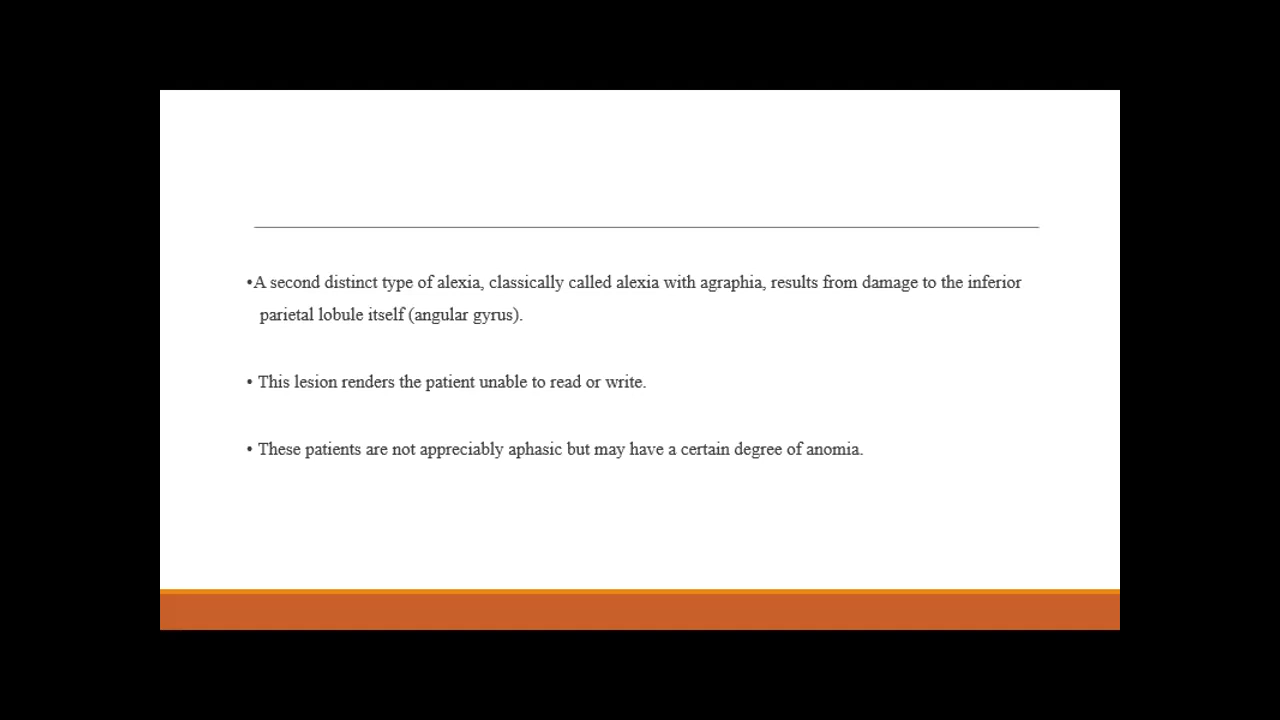 •A second distinct type of alexia, classically called alexia with agraphia, results from damage to the inferior
parietal lobule itself (angular gyrus).
• This lesion renders the patient unable to read or write.
• These patients are not appreciably aphasic but may have a certain degree of anomia.